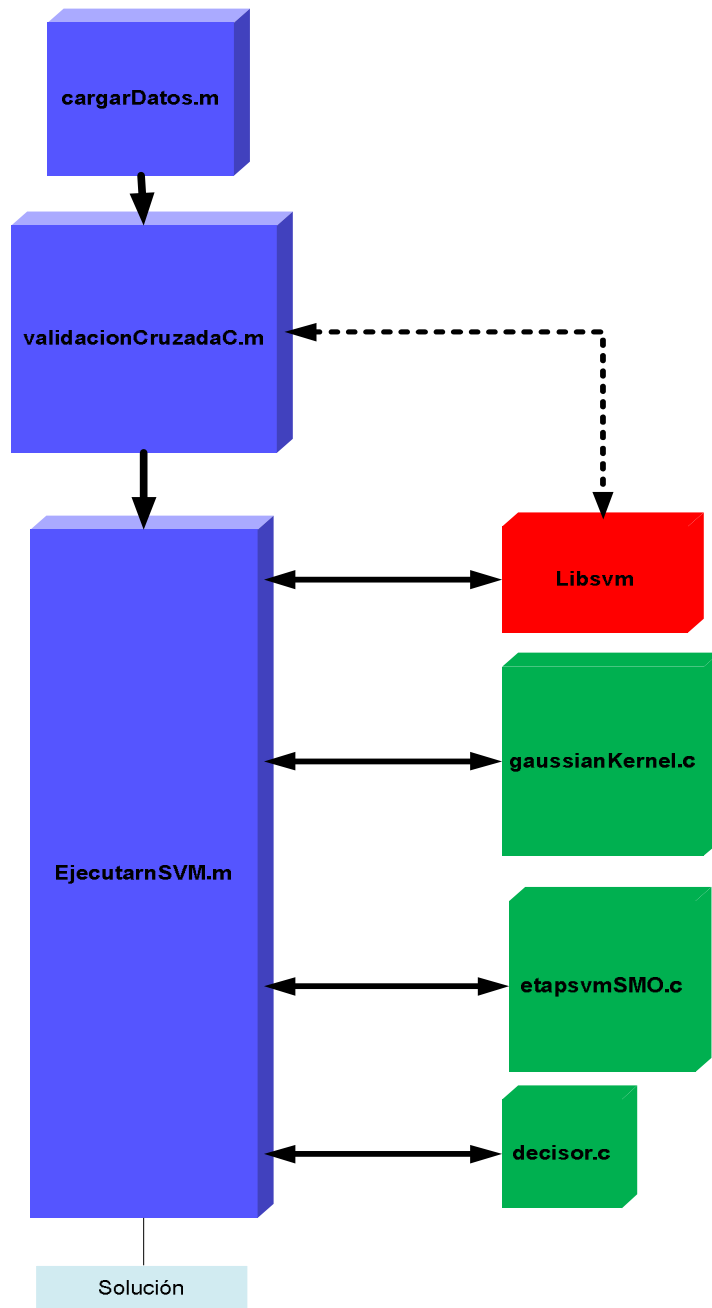 cargarDatos.m
validacionCruzadaC.m
Libsvm
gaussianKernel.c
EjecutarnSVM.m
etapsvmSMO.c
decisor.c
Solución